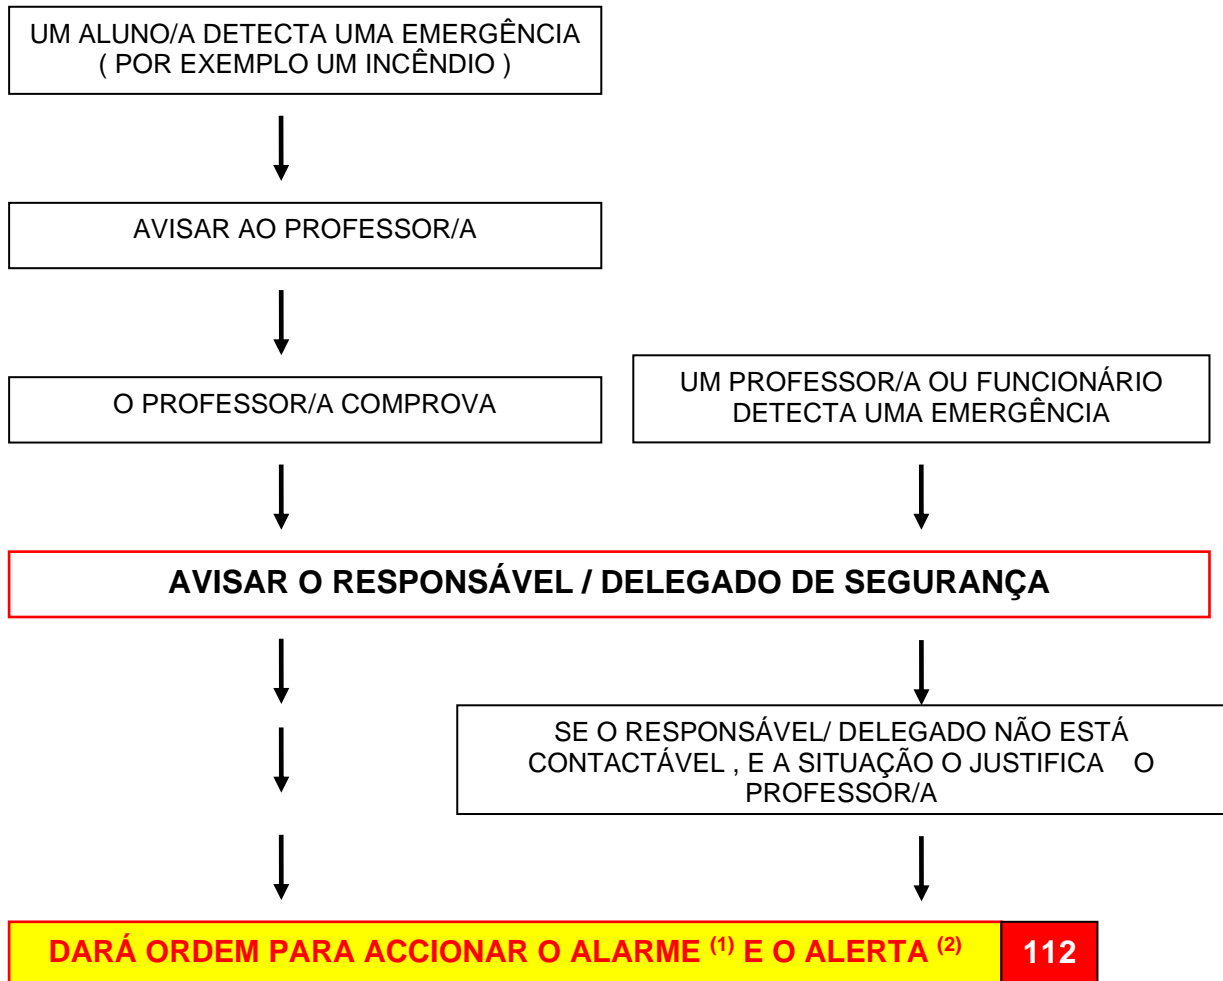 UM ALUNO/A DETECTA UMA EMERGÊNCIA
( POR EXEMPLO UM INCÊNDIO )
AVISAR AO PROFESSOR/A
O PROFESSOR/A COMPROVA
UM PROFESSOR/A OU FUNCIONÁRIO
DETECTA UMA EMERGÊNCIA
AVISAR O RESPONSÁVEL / DELEGADO DE SEGURANÇA
SE O RESPONSÁVEL/ DELEGADO NÃO ESTÁ
CONTACTÁVEL , E A SITUAÇÃO O JUSTIFICA O
PROFESSOR/A
DARÁ ORDEM PARA ACCIONAR O ALARME (1) E O ALERTA (2) 112